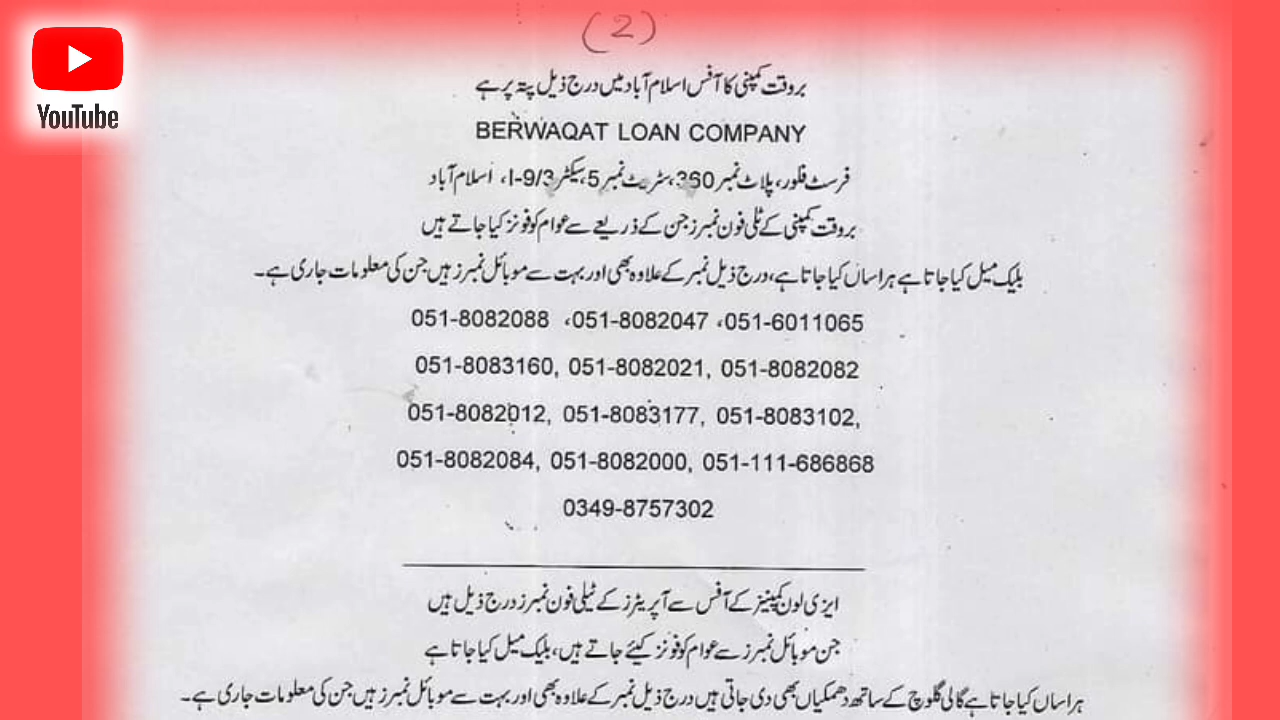 YouTube
(2)
بروقت کمپنی کا آفس اسلام آباد میں درج ذیل پتہ پر ہے
BERWAQAT LOAN COMPANY
فرسٹ فلور، پلاٹ نمبر 360، سٹریٹ نمبر 5، سیکٹر I-9/3، اسلام آباد
بروقت کمپنی کے ٹیلی فون نمبرز جن کے ذریعے سے عوام کو فونز کیا جاتے ہیں
بلیک میل کیا جاتا ہے ہراساں کیا جاتا ہے، درج ذیل نمبر کے علاوہ بھی اور بہت سے موبائل نمبرز ہیں جن کی معلومات جاری ہے۔
051-8082088 ،051-8082047 ،051-6011065
051-8083160, 051-8082021, 051-8082082
051-8082012, 051-8083177, 051-8083102,
051-8082084, 051-8082000, 051-111-686868
0349-8757302
ایزی لون کمپنیز کے آفس سے آپریٹرز کے ٹیلی فون نمبرز درج ذیل ہیں
جن موبائل نمبرز سے عوام کو فونز کیئے جاتے ہیں، بلیک میل کیا جاتا ہے
ہراساں کیا جاتا ہے گالی گلوچ کے ساتھ دھمکیاں بھی دی جاتی ہیں درج ذیل نمبر کے علاوہ بھی اور بہت سے موبائل نمبرز ہیں جن کی معلومات جاری ہے۔